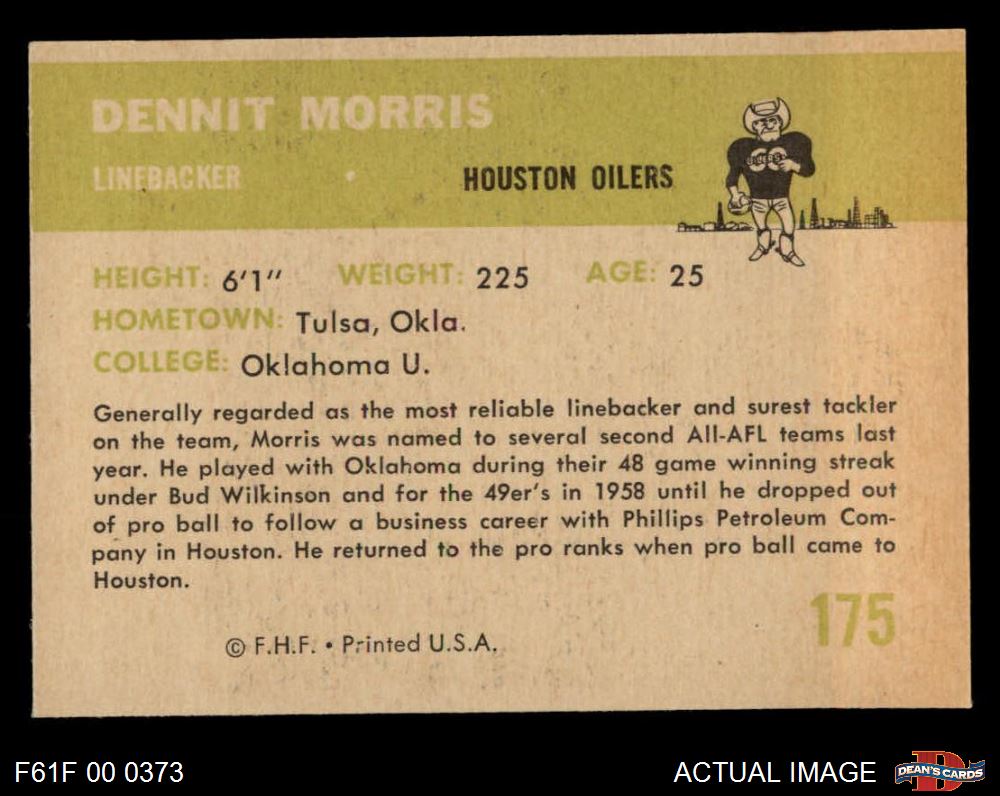 DENNIT MORRIS
LINEBACKER
HOUSTON OILERS
OILERS
HEIGHT: 6'1" WEIGHT: 225 AGE: 25
HOMETOWN: Tulsa, Okla.
COLLEGE: Oklahoma U.
Generally regarded as the most reliable linebacker and surest tackler
on the team, Morris was named to several second All-AFL teams last
year. He played with Oklahoma during their 48 game winning streak
under Bud Wilkinson and for the 49er's in 1958 until he dropped out
of pro ball to follow a business career with Phillips Petroleum Com-
pany in Houston. He returned to the pro ranks when pro ball came to
Houston.
175
© F.H.F. • Printed U.S.A.
F61F 00 0373
ACTUAL IMAGE
D
DEAN'S CARDS